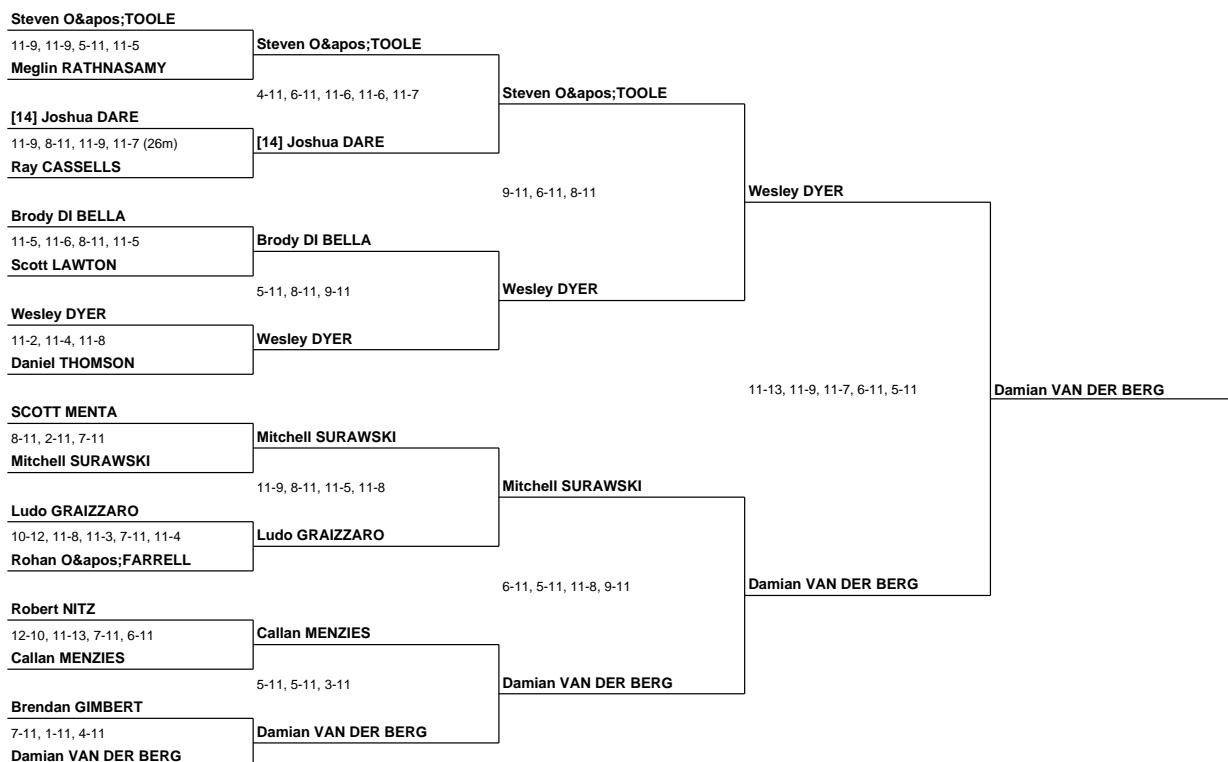 Steven O&apos;TOOLE
11-9, 11-9, 5-11, 11-5
Meglin RATHNASAMY
[14] Joshua DARE
11-9, 8-11, 11-9, 11-7 (26m)
Ray CASSELLS
Brody DI BELLA
11-5, 11-6, 8-11, 11-5
Scott LAWTON
Wesley DYER
11-2, 11-4, 11-8
Daniel THOMSON
SCOTT MENTA
8-11, 2-11, 7-11
Mitchell SURAWSKI
Ludo GRAIZZARO
10-12, 11-8, 11-3, 7-11, 11-4
Rohan O&apos;FARRELL
Robert NITZ
12-10, 11-13, 7-11, 6-11
Callan MENZIES
Brendan GIMBERT
7-11, 1-11, 4-11
Damian VAN DER BERG
Steven O&apos;TOOLE
4-11, 6-11, 11-6, 11-6, 11-7
[14] Joshua DARE
Brody DI BELLA
5-11, 8-11, 9-11
Wesley DYER
Mitchell SURAWSKI
11-9, 8-11, 11-5, 11-8
Ludo GRAIZZARO
Callan MENZIES
5-11, 5-11, 3-11
Damian VAN DER BERG
Steven O&apos;TOOLE
9-11, 6-11, 8-11
Wesley DYER
Mitchell SURAWSKI
6-11, 5-11, 11-8, 9-11
Damian VAN DER BERG
Wesley DYER
11-13, 11-9, 11-7, 6-11, 5-11
Damian VAN DER BERG
Damian VAN DER BERG